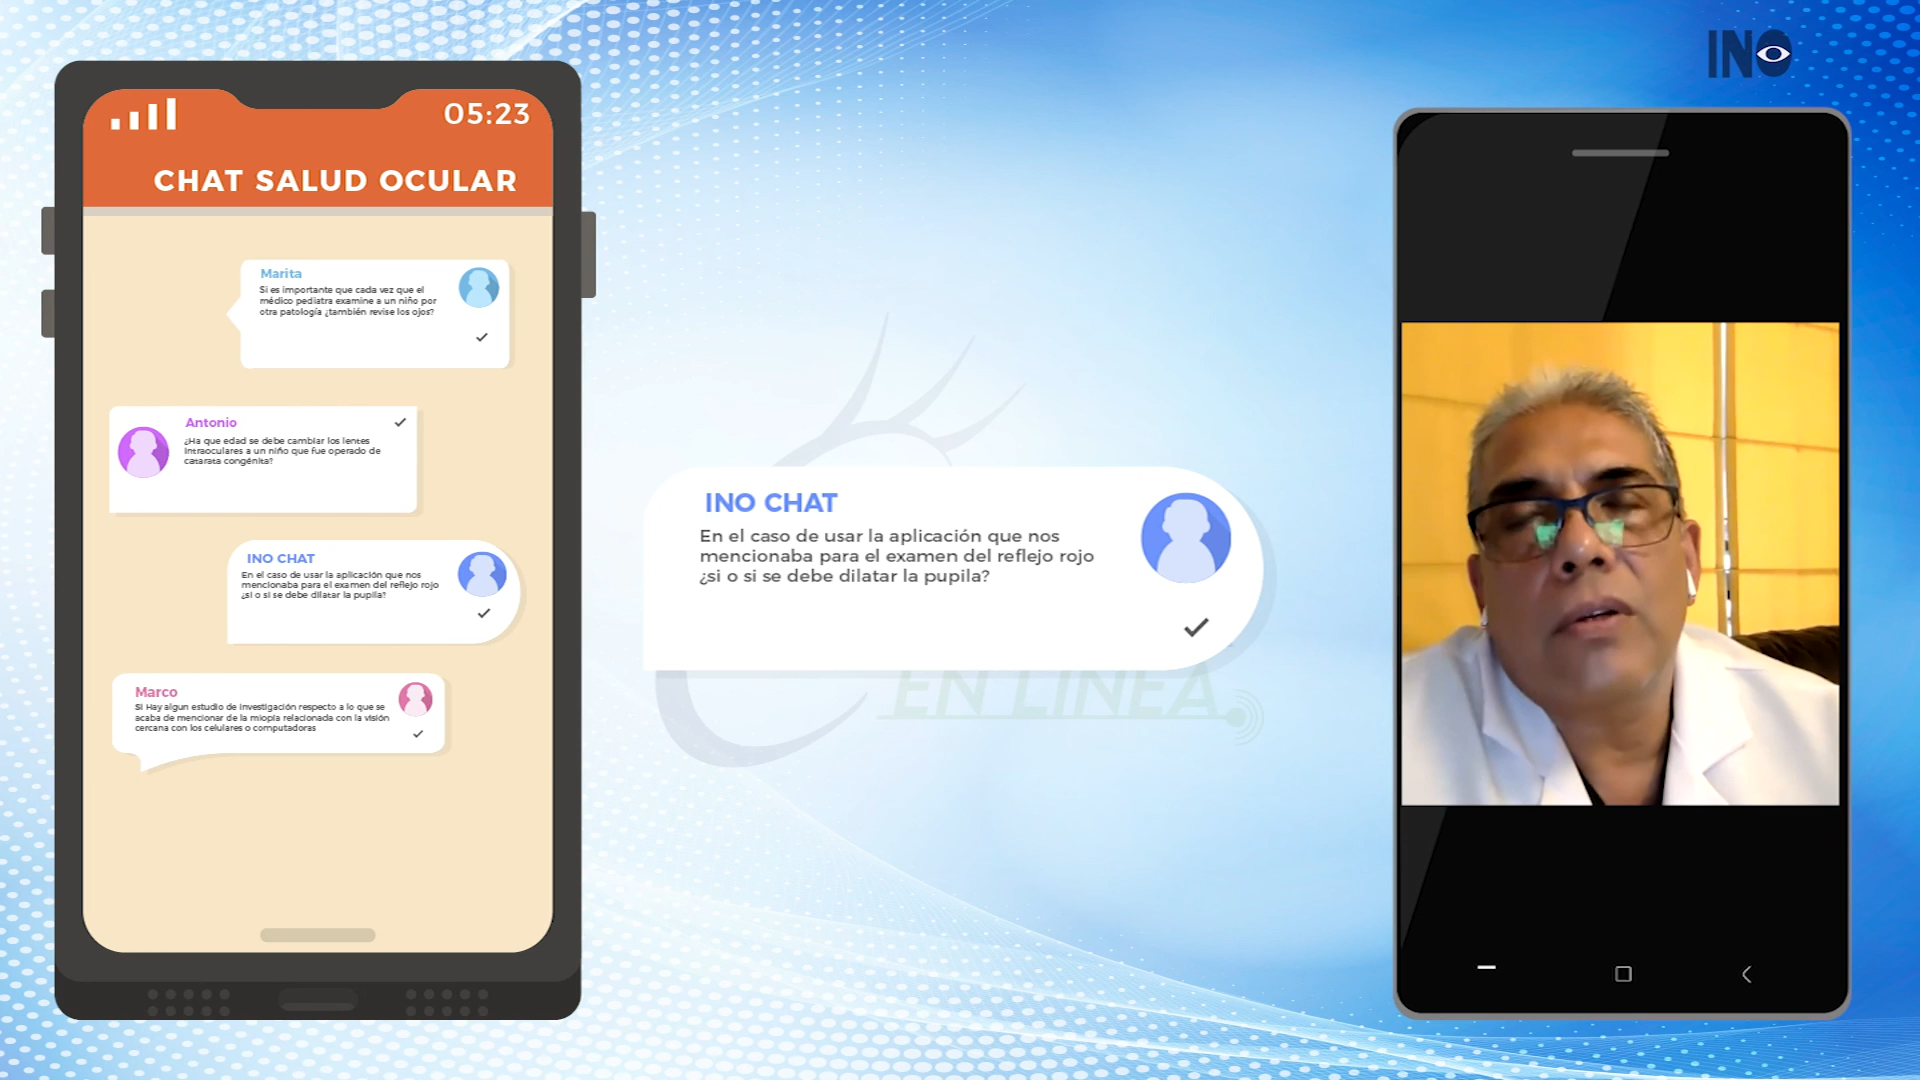 05:23
CHAT SALUD OCULAR
Marita
Si es importante que cada vez que el
médico pediatra examine a un niño por
otra patología ¿también revise los ojos?
Antonio
¿Ha que edad se debe cambiar los lentes
intraoculares a un niño que fue operado de
catarata congénita?
INO CHAT
En el caso de usar la aplicación que nos
mencionaba para el examen del reflejo rojo
¿si o si se debe dilatar la pupila?
Marco
Si Hay algun estudio de investigación respecto a lo que se
acaba de mencionar de la miopía relacionada con la visión
cercana con los celulares o computadoras
INO CHAT
En el caso de usar la aplicación que nos
mencionaba para el examen del reflejo rojo
¿si o si se debe dilatar la pupila?
EN LINEA
INO